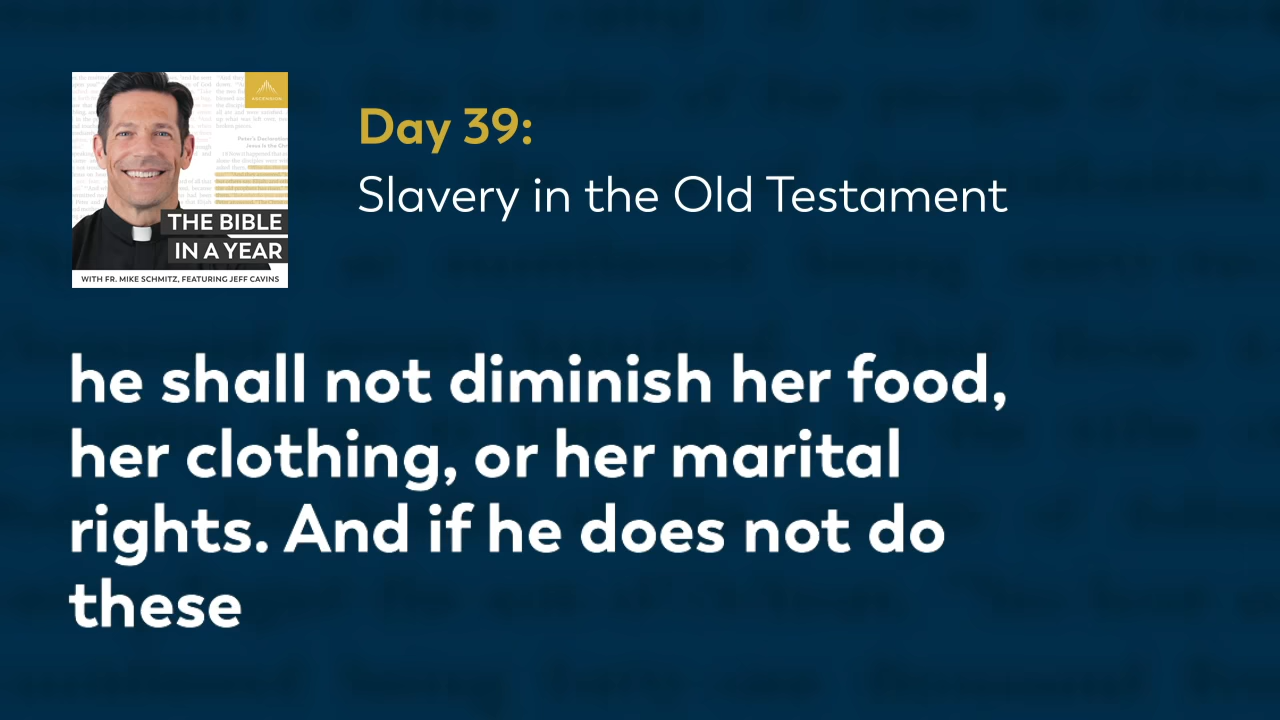 ASCENSION
THE BIBLE
IN A YEAR
WITH FR. MIKE SCHMITZ, FEATURING JEFF CAVINS
Day 39:
Slavery in the Old Testament
he shall not diminish her food,
her clothing, or her marital
rights. And if he does not do
these